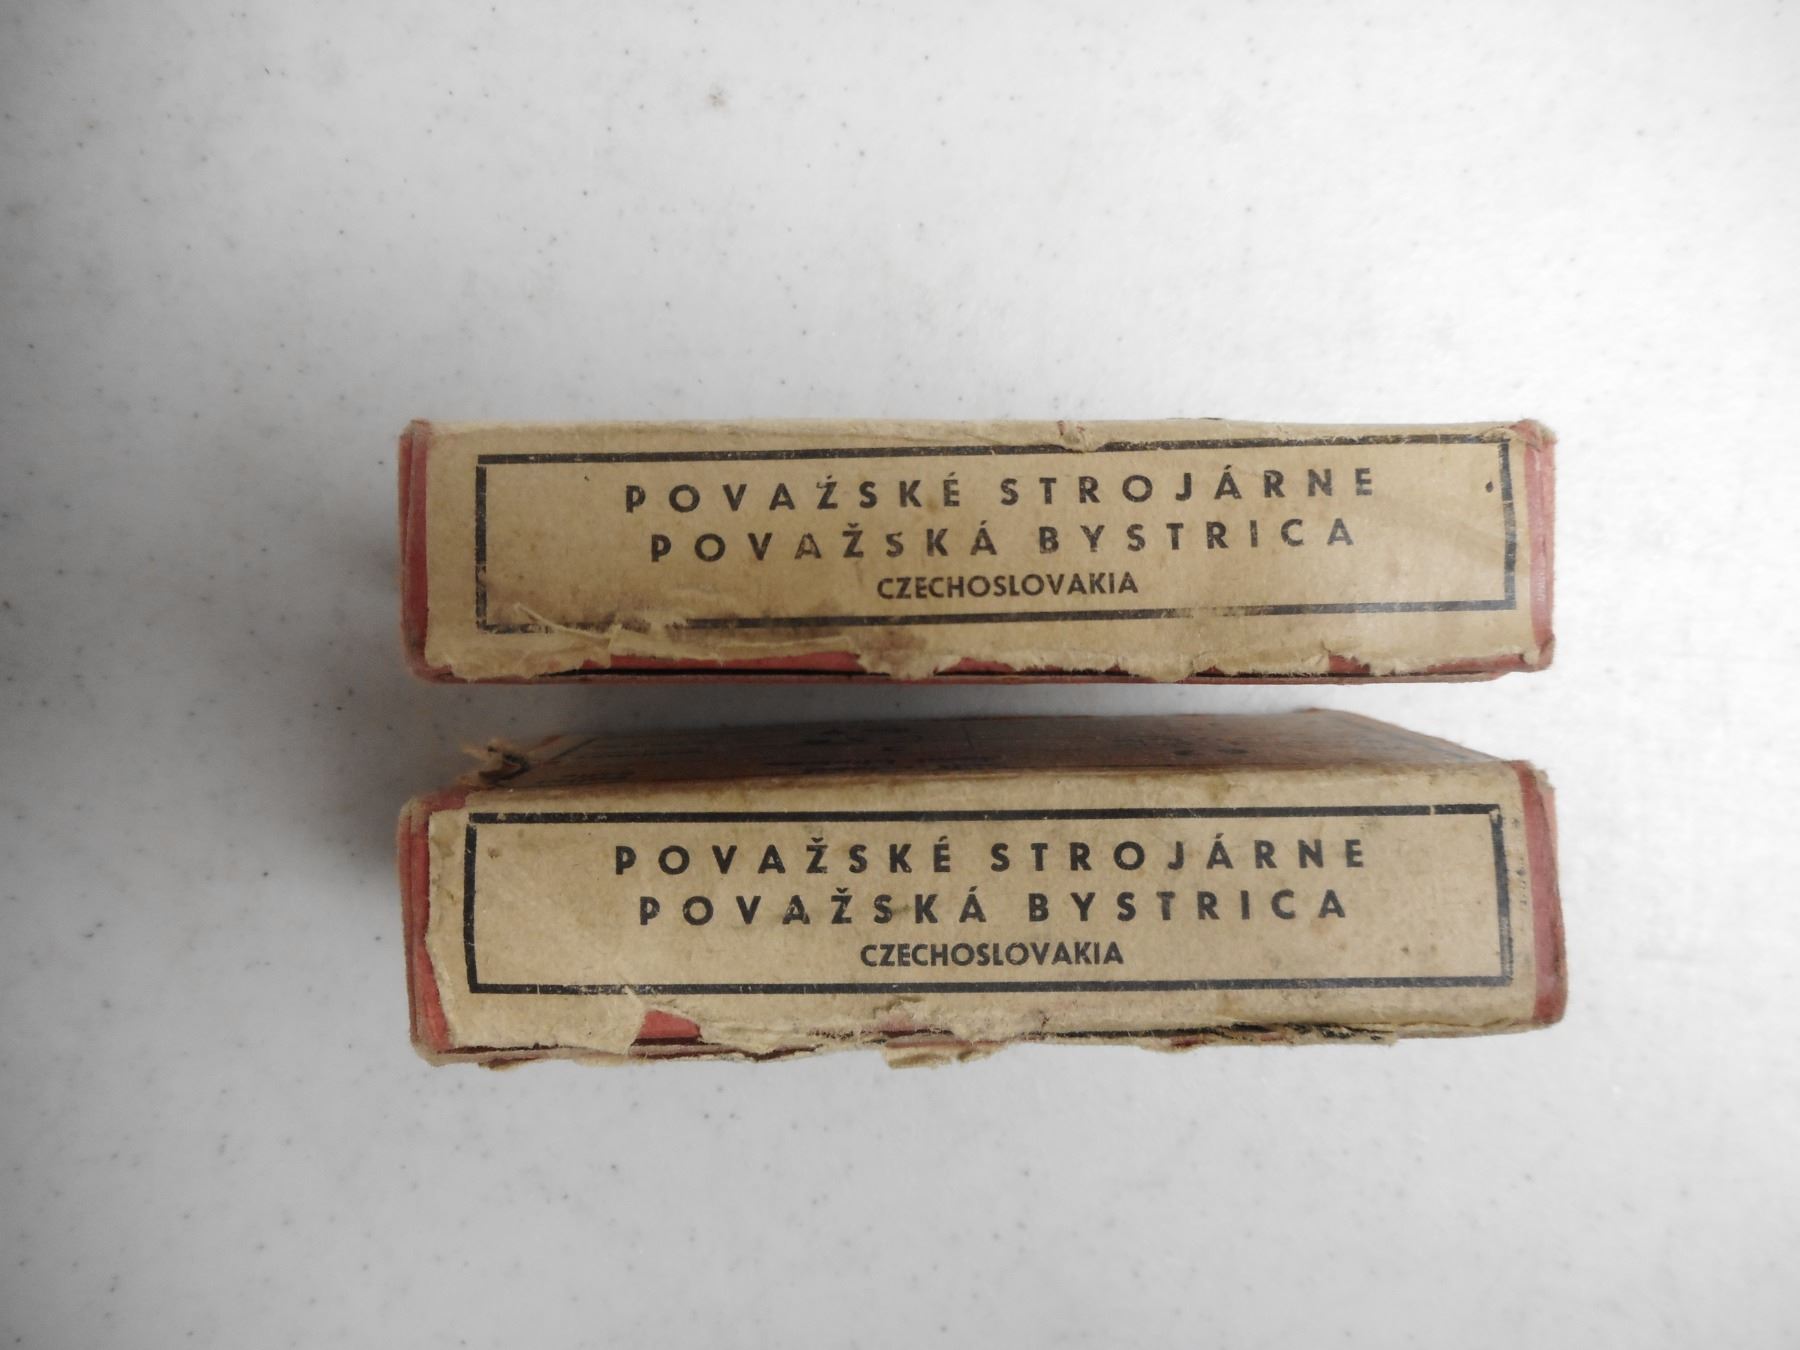 POVAŽSKÉ STROJÁRNE
POVAŽSKÁ BYSTRICA
CZECHOSLOVAKIA
POVAŽSKÉ STROJÁRNE
POVAŽSKÁ BYSTRICA
CZECHOSLOVAKIA